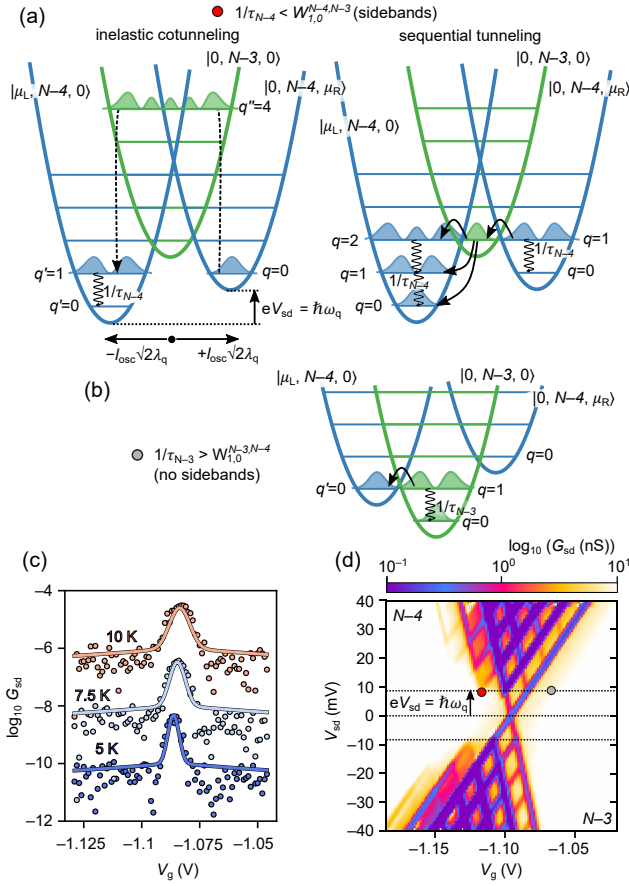 (a)
1/τN–4 < W1,0^N–4,N–3 (sidebands)
inelastic cotunneling
sequential tunneling
|0, N–3, 0⟩
|0, N–3, 0⟩
|μL, N–4, 0⟩
|0, N–4, μR⟩
|0, N–4, μR⟩
q''=4
|μL, N–4, 0⟩
q=2
q=1
1/τN–4
q'=1
q=0
q=1
1/τN–4
1/τN–4
q'=0
q=0
q=0
eVsd = ℏωq
–losc√2λq
+losc√2λq
(b)
|μL, N–4, 0⟩
|0, N–3, 0⟩
|0, N–4, μR⟩
1/τN–3 > W1,0^N–3,N–4
(no sidebands)
q=0
q'=0
q=1
1/τN–3
q=0
(c)
(d)
log10 (Gsd (nS))
10^–1
10^0
10^1
log10 Gsd
–4
–6
–8
–10
–12
10 K
7.5 K
5 K
–1.125
–1.1
–1.075
–1.05
Vg (V)
Vsd (mV)
40
30
20
10
0
–10
–20
–30
–40
N–4
eVsd = ℏωq
N–3
–1.15
–1.10
–1.05
Vg (V)